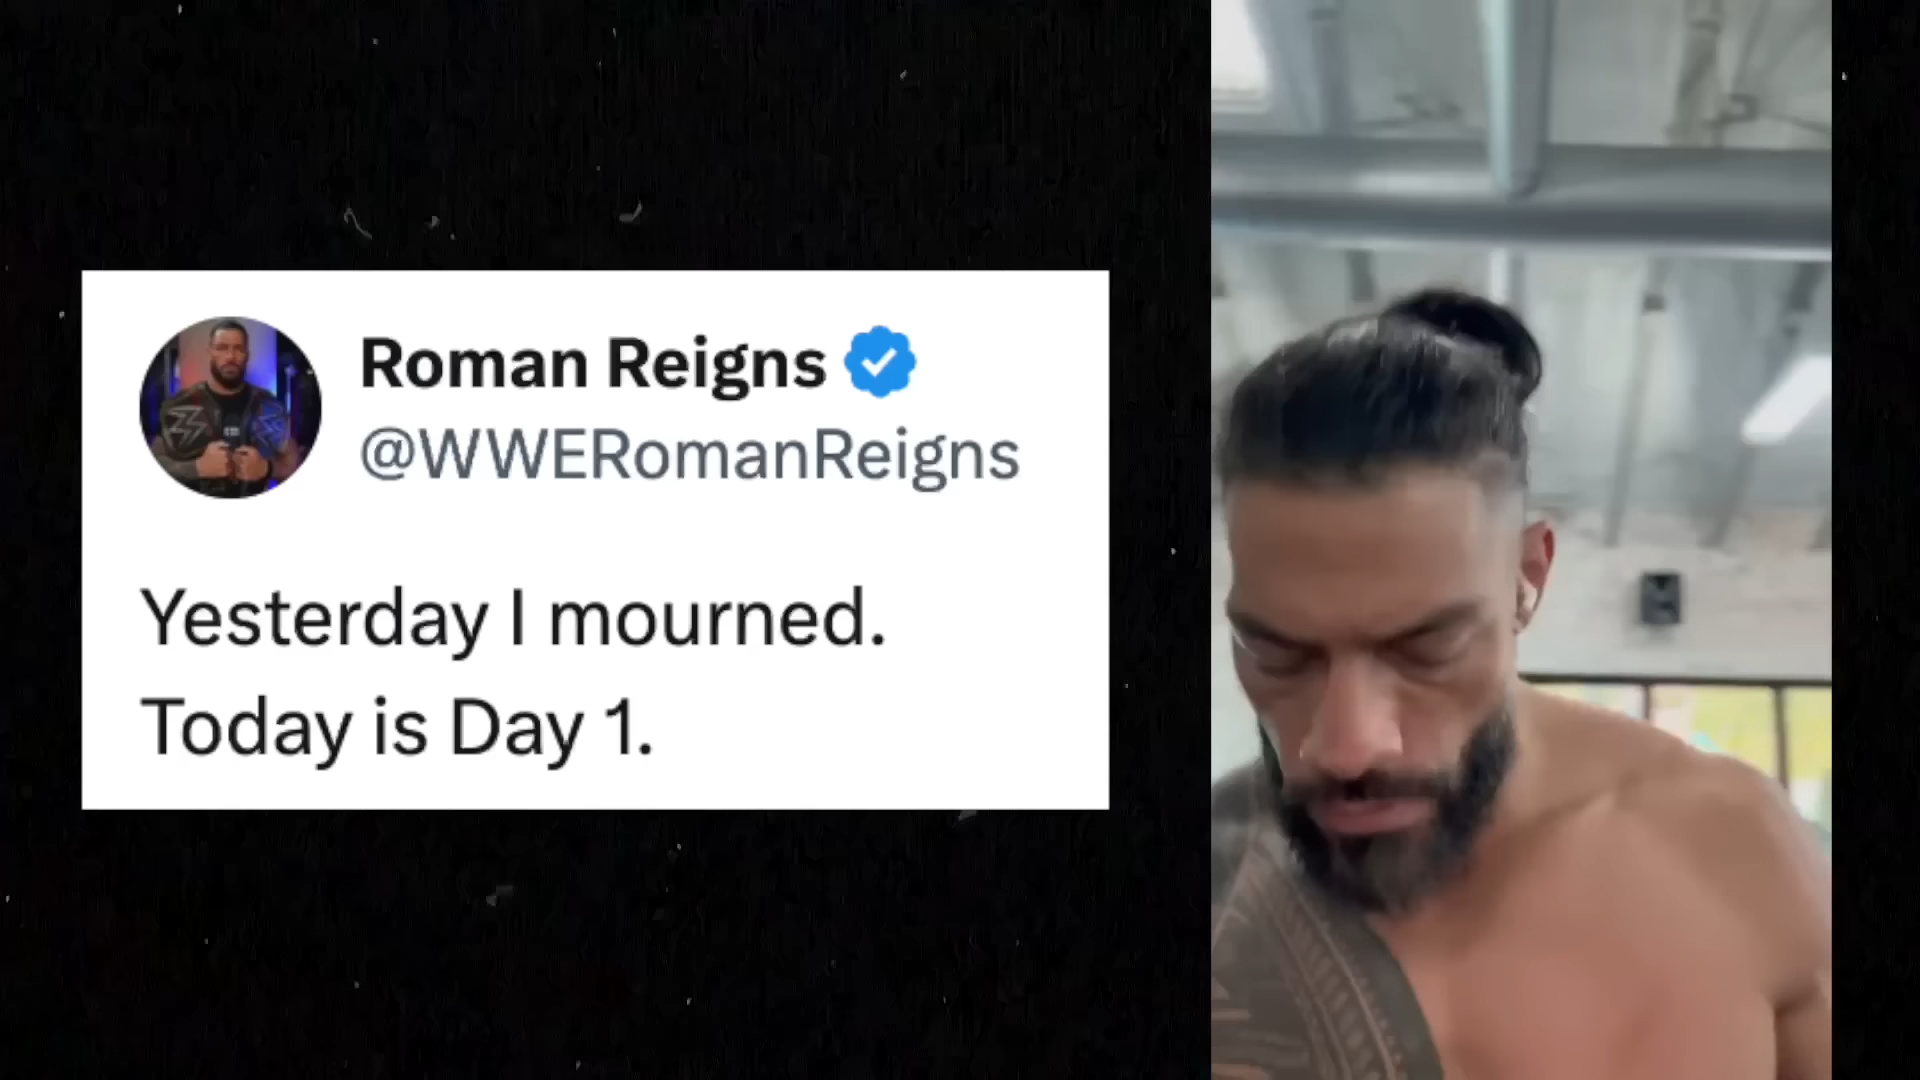 Roman Reigns
@WWERomanReigns
Yesterday I mourned.
Today is Day 1.